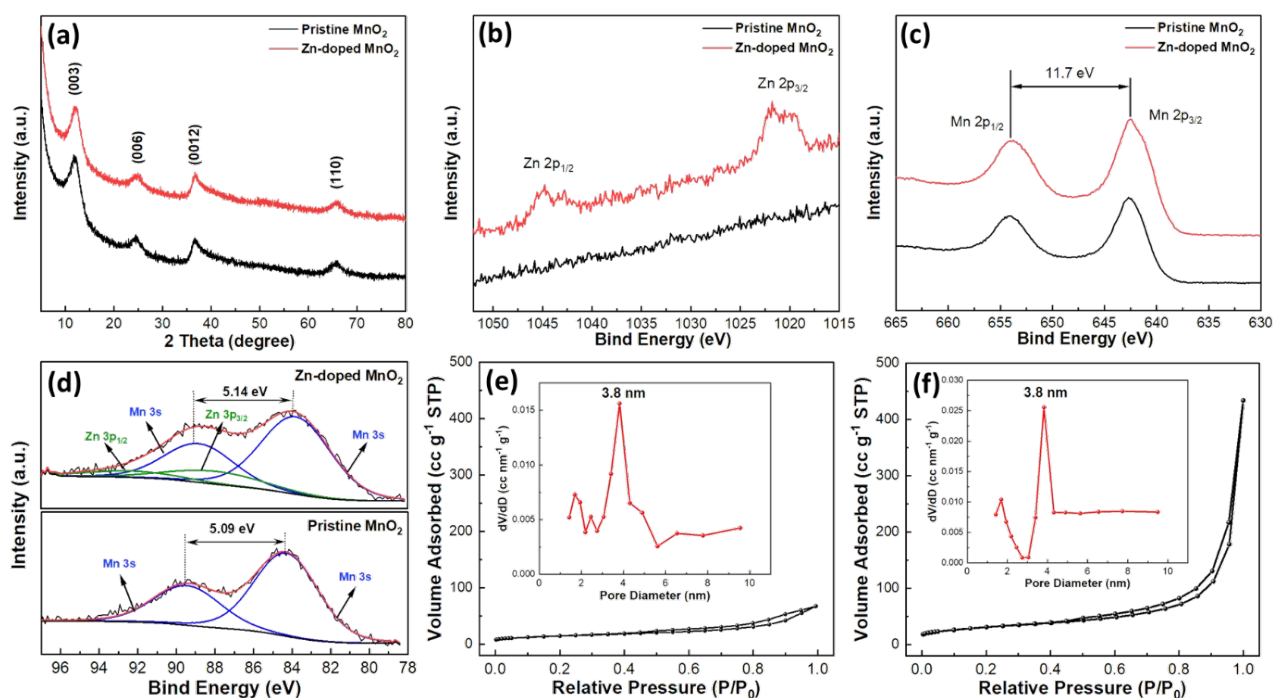 (a)
Pristine MnO2
Zn-doped MnO2
(003)
(006)
(0012)
(110)
Intensity (a.u.)
10 20 30 40 50 60 70 80
2 Theta (degree)
(b)
Pristine MnO2
Zn-doped MnO2
Zn 2p3/2
Zn 2p1/2
Intensity (a.u.)
1050 1045 1040 1035 1030 1025 1020 1015
Bind Energy (eV)
(c)
Pristine MnO2
Zn-doped MnO2
11.7 eV
Mn 2p1/2
Mn 2p3/2
Intensity (a.u.)
665 660 655 650 645 640 635 630
Bind Energy (eV)
(d)
Zn-doped MnO2
5.14 eV
Mn 3s
Zn 3p3/2
Zn 3p1/2
Mn 3s
Pristine MnO2
5.09 eV
Mn 3s
Mn 3s
Intensity (a.u.)
96 93 90 87 84 81 78
Bind Energy (eV)
(e)
500
400
300
200
100
0
Volume Adsorbed (cc g-1 STP)
3.8 nm
0.015
0.010
0.005
0.000
dV/dD (cc nm-1 g-1)
0 2 4 6 8 10
Pore Diameter (nm)
0.0 0.2 0.4 0.6 0.8 1.0
Relative Pressure (P/P0)
(f)
500
400
300
200
100
0
Volume Adsorbed (cc g-1 STP)
3.8 nm
0.030
0.025
0.020
0.015
0.010
0.005
0.000
dV/dD (cc nm-1 g-1)
0 2 4 6 8 10
Pore Diameter (nm)
0.0 0.2 0.4 0.6 0.8 1.0
Relative Pressure (P/P0)